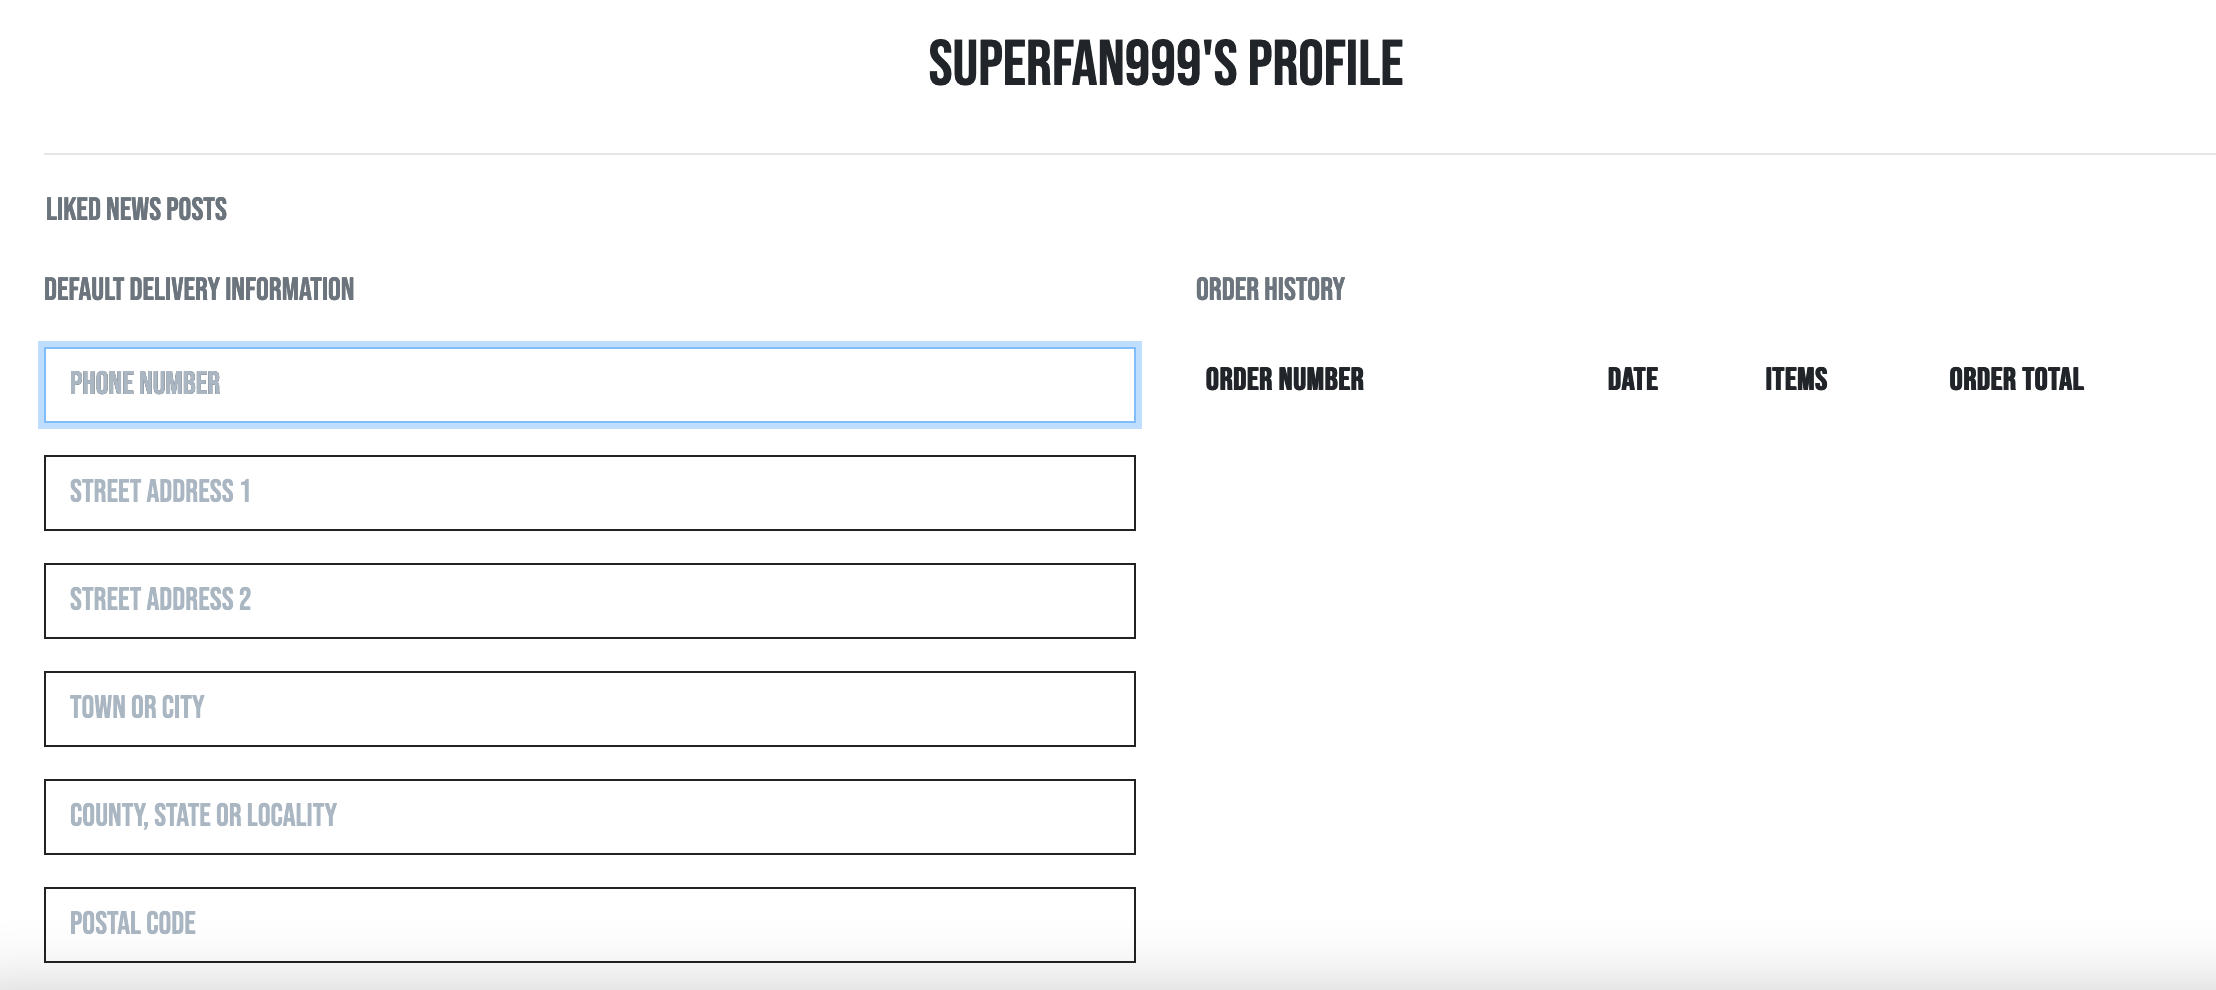 SUPERFAN999'S PROFILE
LIKED NEWS POSTS
DEFAULT DELIVERY INFORMATION
PHONE NUMBER
STREET ADDRESS 1
STREET ADDRESS 2
TOWN OR CITY
COUNTY, STATE OR LOCALITY
POSTAL CODE
ORDER HISTORY
ORDER NUMBER DATE ITEMS ORDER TOTAL